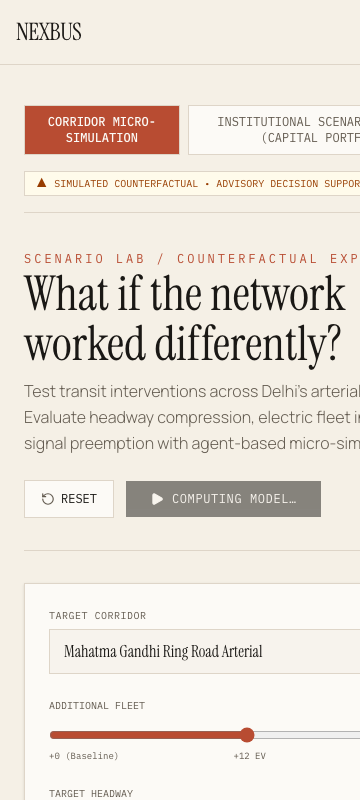 NEXBUS
CORRIDOR MICRO-
SIMULATION
INSTITUTIONAL SCENAR
(CAPITAL PORTF
▲ SIMULATED COUNTERFACTUAL • ADVISORY DECISION SUPPOR
SCENARIO LAB / COUNTERFACTUAL EXP
What if the network
worked differently?
Test transit interventions across Delhi's arterial
Evaluate headway compression, electric fleet i
signal preemption with agent-based micro-sim
RESET
COMPUTING MODEL…
TARGET CORRIDOR
Mahatma Gandhi Ring Road Arterial
ADDITIONAL FLEET
+0 (Baseline)
+12 EV
TARGET HEADWAY